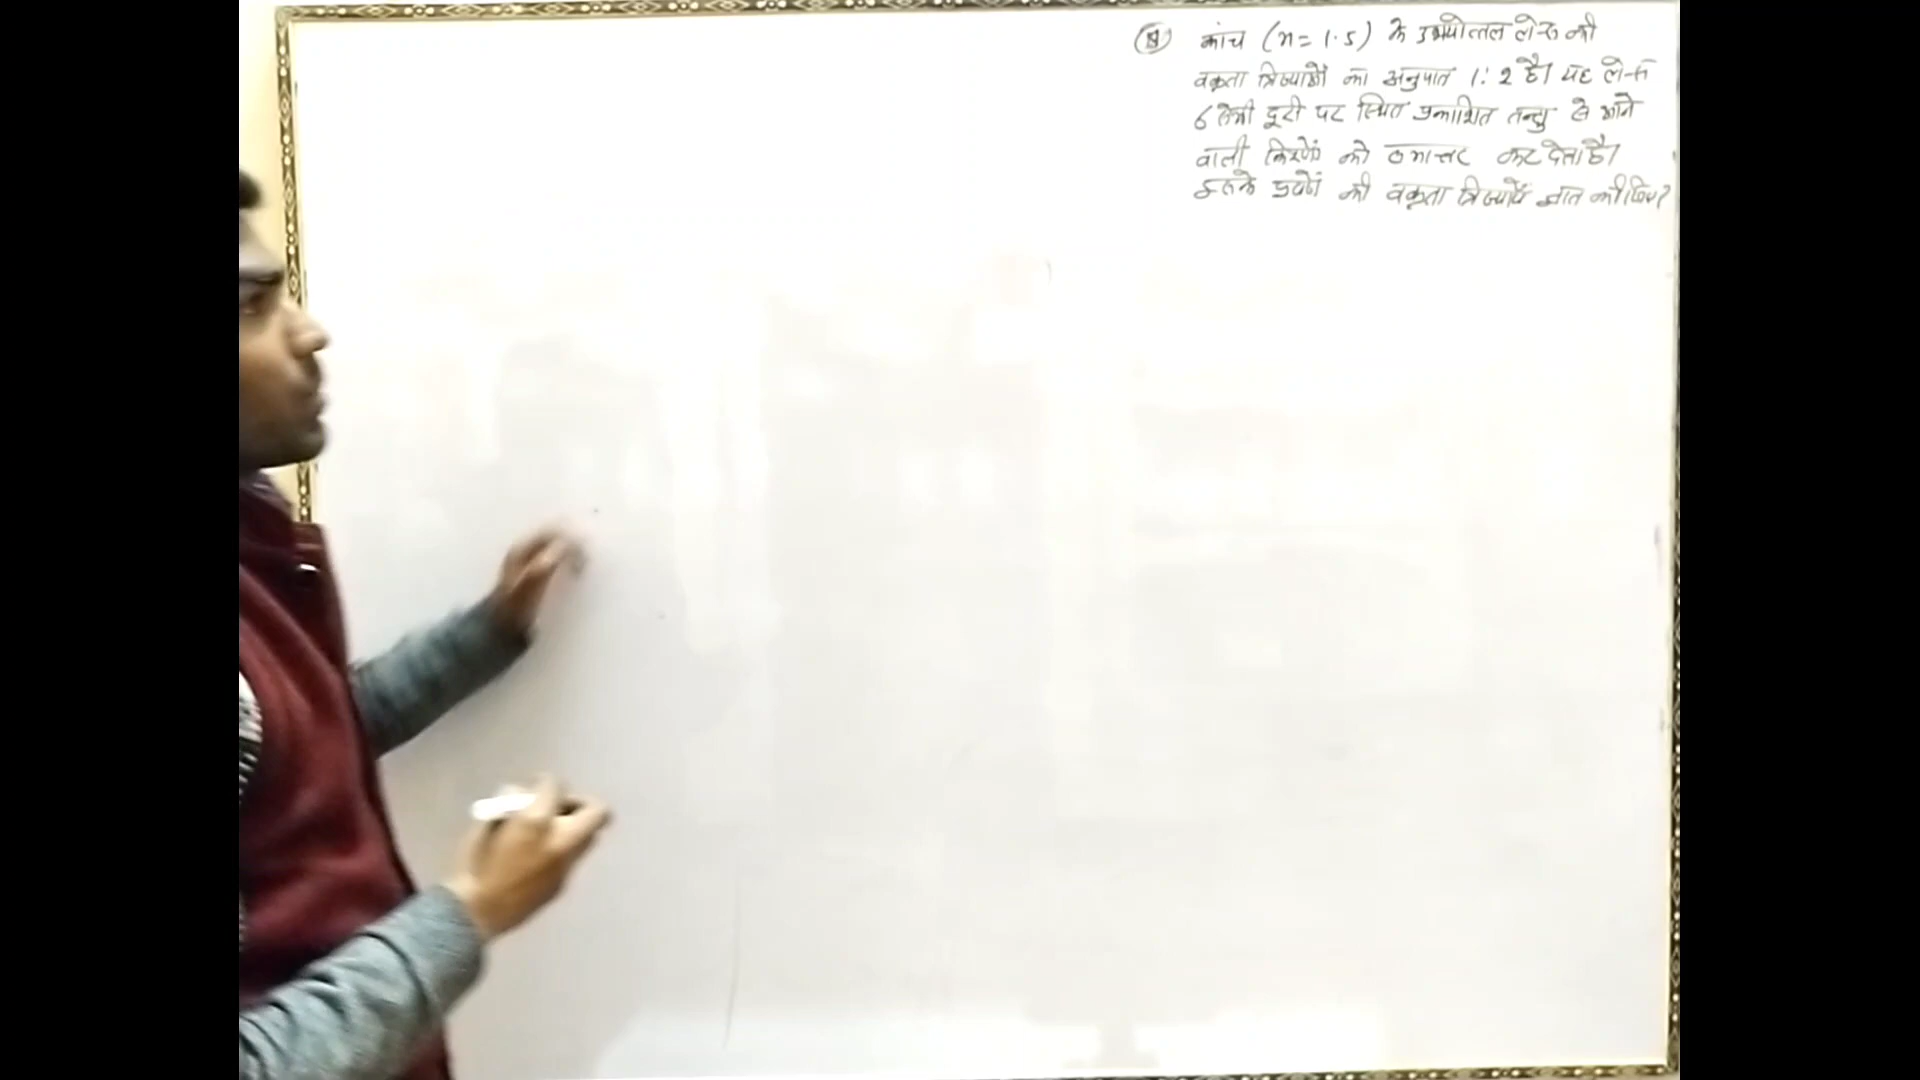 कांच (n = 1.5) के उभयोत्तल लेन्स की
वक्रता त्रिज्याओं का अनुपात 1:2 है। यह लेन्स
6 सेमी दूरी पर स्थित प्रकाशित तन्तु से आने
वाली किरणों को समान्तर कर देता है।
इसके पृष्ठों की वक्रता त्रिज्यायें ज्ञात कीजिए?